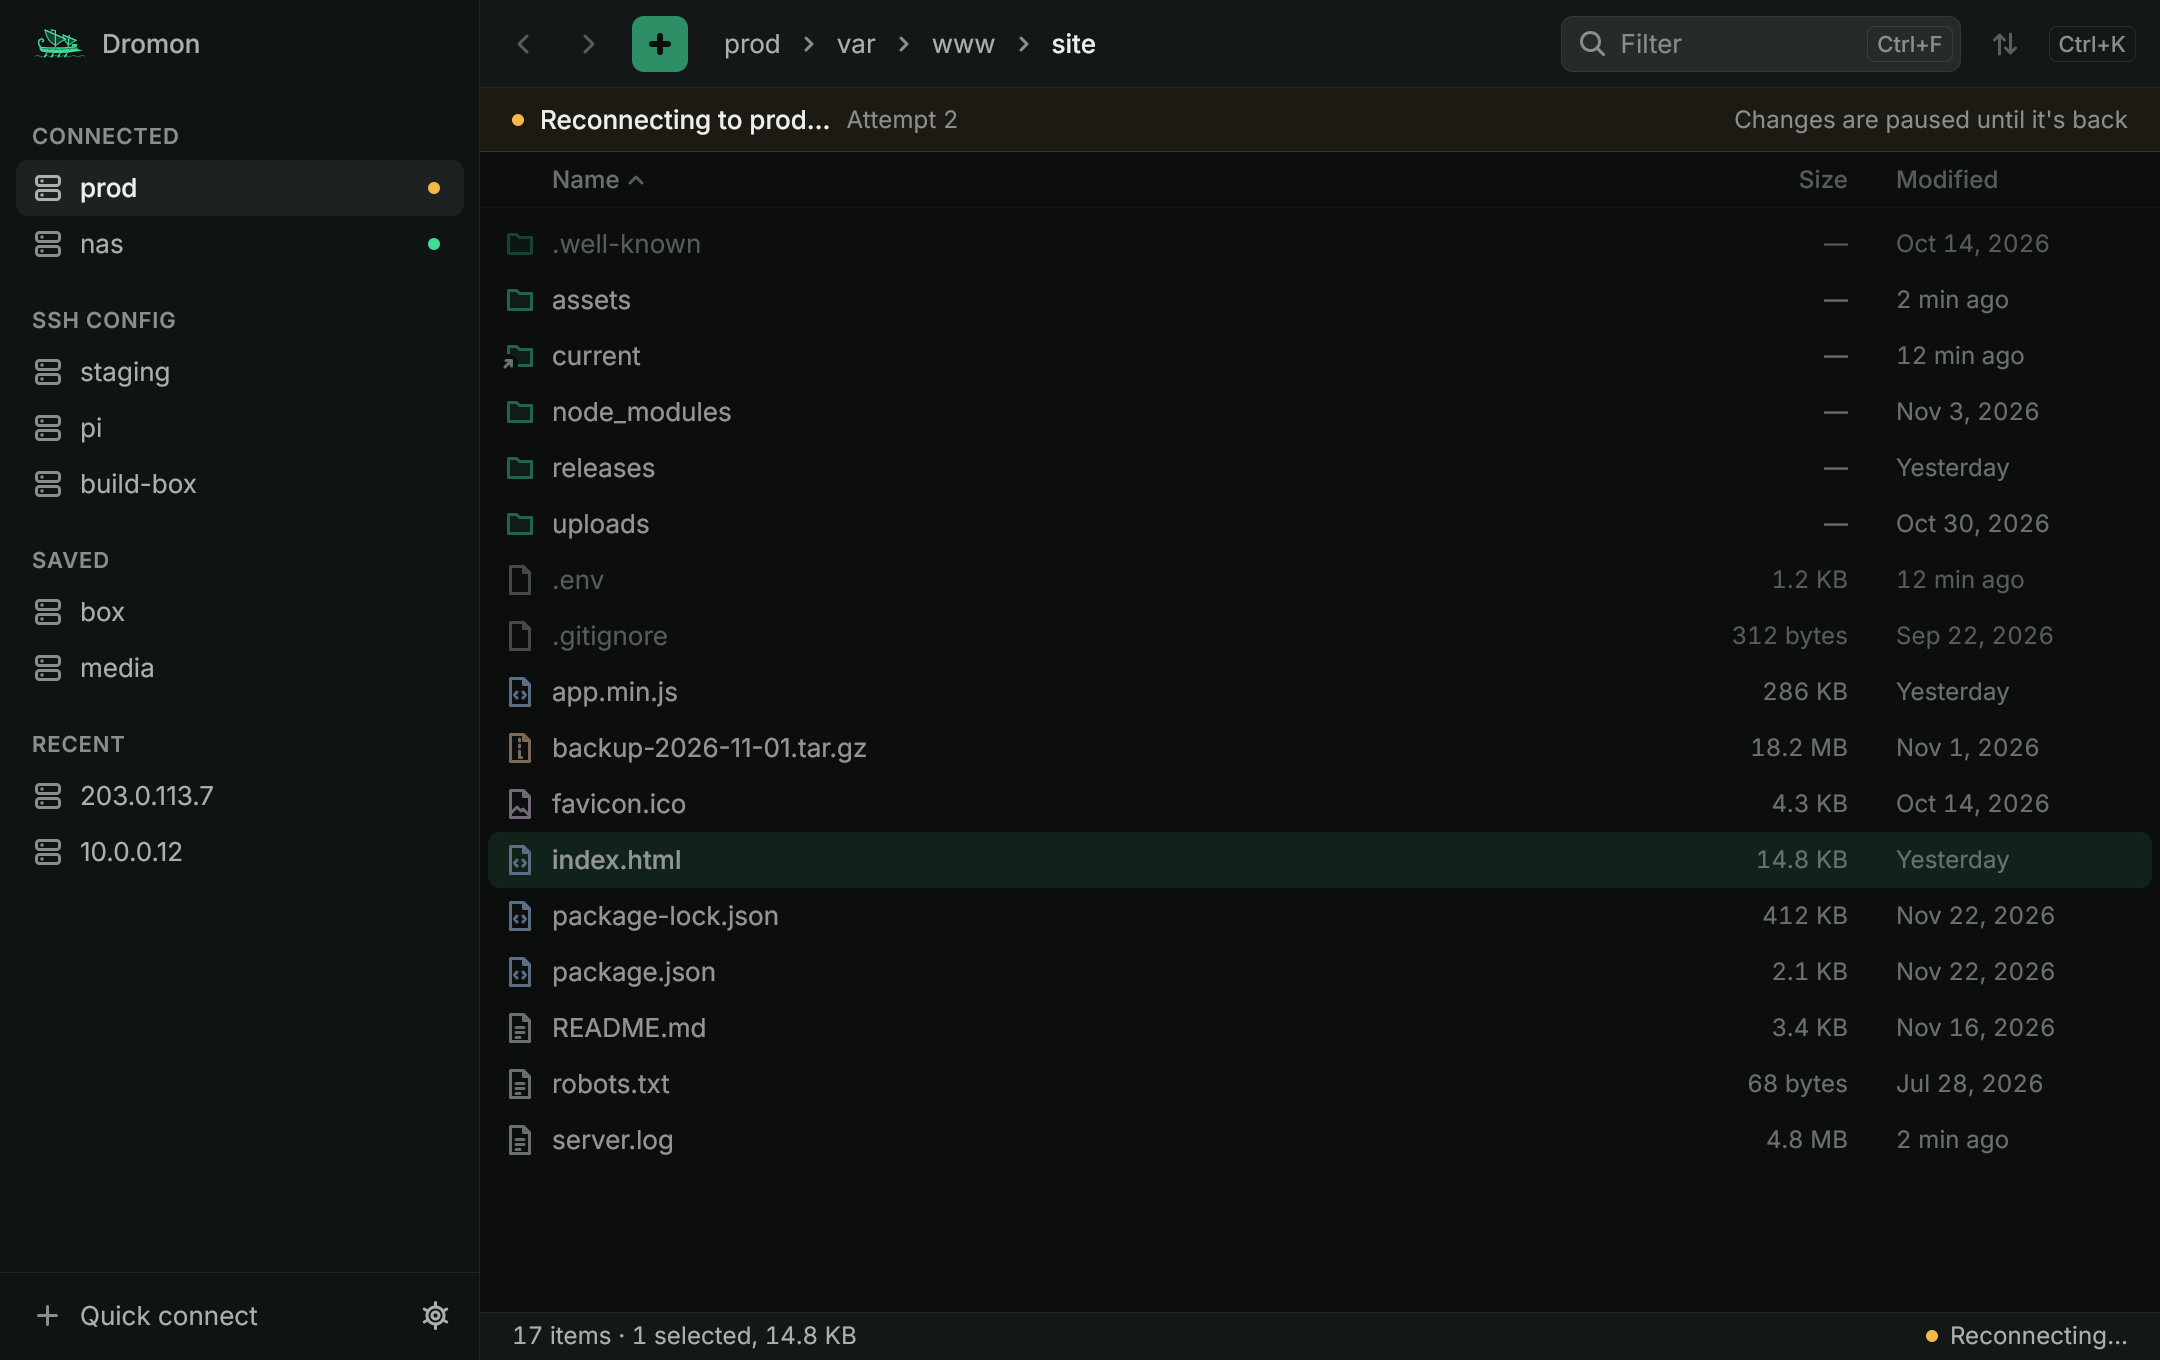 Dromon
CONNECTED
prod
nas
SSH CONFIG
staging
pi
build-box
SAVED
box
media
RECENT
203.0.113.7
10.0.0.12
Quick connect
prod > var > www > site
Filter Ctrl+F
Ctrl+K
Reconnecting to prod... Attempt 2 Changes are paused until it's back
Name Size Modified
.well-known — Oct 14, 2026
assets — 2 min ago
current — 12 min ago
node_modules — Nov 3, 2026
releases — Yesterday
uploads — Oct 30, 2026
.env 1.2 KB 12 min ago
.gitignore 312 bytes Sep 22, 2026
app.min.js 286 KB Yesterday
backup-2026-11-01.tar.gz 18.2 MB Nov 1, 2026
favicon.ico 4.3 KB Oct 14, 2026
index.html 14.8 KB Yesterday
package-lock.json 412 KB Nov 22, 2026
package.json 2.1 KB Nov 22, 2026
README.md 3.4 KB Nov 16, 2026
robots.txt 68 bytes Jul 28, 2026
server.log 4.8 MB 2 min ago
17 items · 1 selected, 14.8 KB Reconnecting...